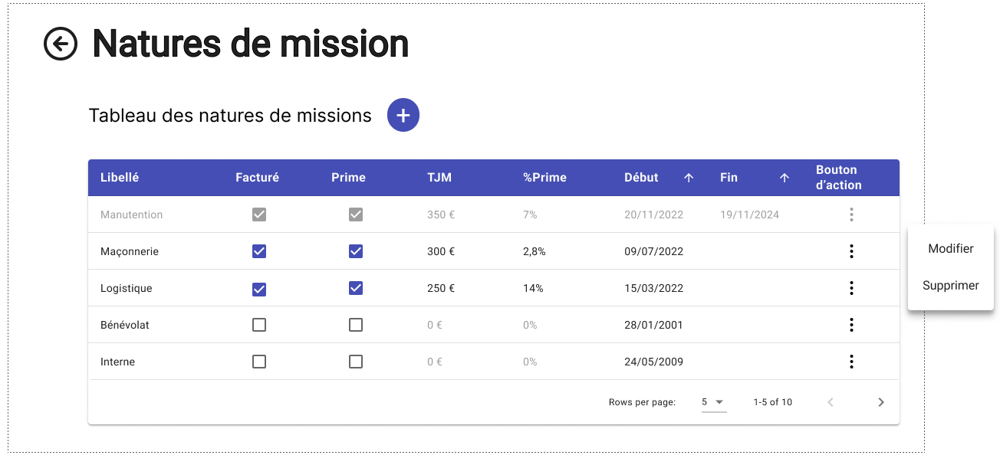 Natures de mission
Tableau des natures de missions
Libellé Facturé Prime TJM %Prime Début Fin Bouton d’action
Manutention 350 € 7% 20/11/2022 19/11/2024
Maçonnerie 300 € 2,8% 09/07/2022
Logistique 250 € 14% 15/03/2022
Bénévolat 0 € 0% 28/01/2001
Interne 0 € 0% 24/05/2009
Rows per page: 5 1-5 of 10
Modifier
Supprimer